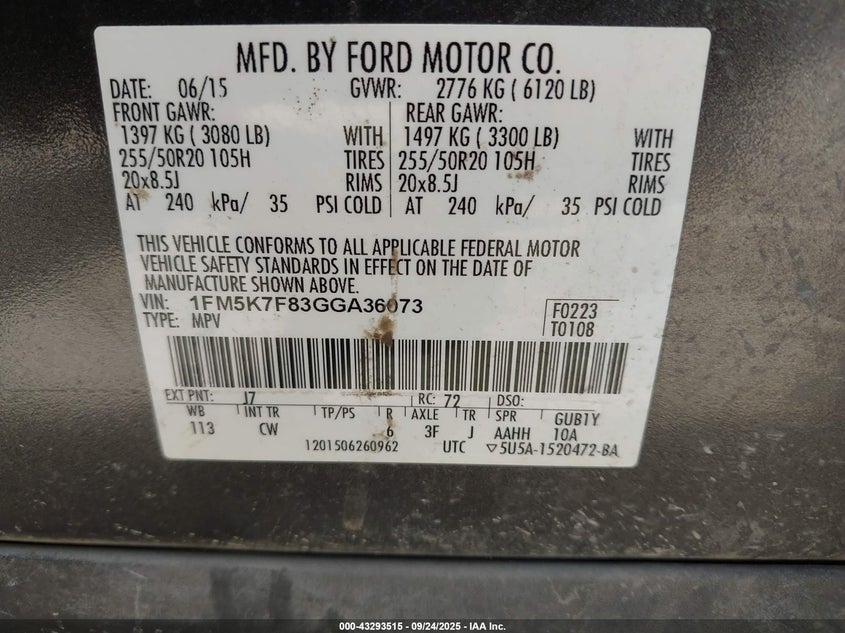 MFD. BY FORD MOTOR CO.
DATE: 06/15 GVWR: 2776 KG ( 6120 LB)
FRONT GAWR: REAR GAWR:
1397 KG ( 3080 LB) WITH 1497 KG ( 3300 LB) WITH
255/50R20 105H TIRES 255/50R20 105H TIRES
20x8.5J RIMS 20x8.5J RIMS
AT 240 kPa/ 35 PSI COLD AT 240 kPa/ 35 PSI COLD
THIS VEHICLE CONFORMS TO ALL APPLICABLE FEDERAL MOTOR
VEHICLE SAFETY STANDARDS IN EFFECT ON THE DATE OF
MANUFACTURE SHOWN ABOVE.
VIN: 1FM5K7F83GGA36073 F0223
TYPE: MPV T0108
EXT PNT: J7 RC: 72 DSO:
WB INT TR TP/PS R AXLE TR SPR GUB1Y
113 CW 6 3F J AAHH 10A
1201506260962 UTC ▽5U5A-1520472-BA
000-43293515 - 09/24/2025 - IAA Inc.